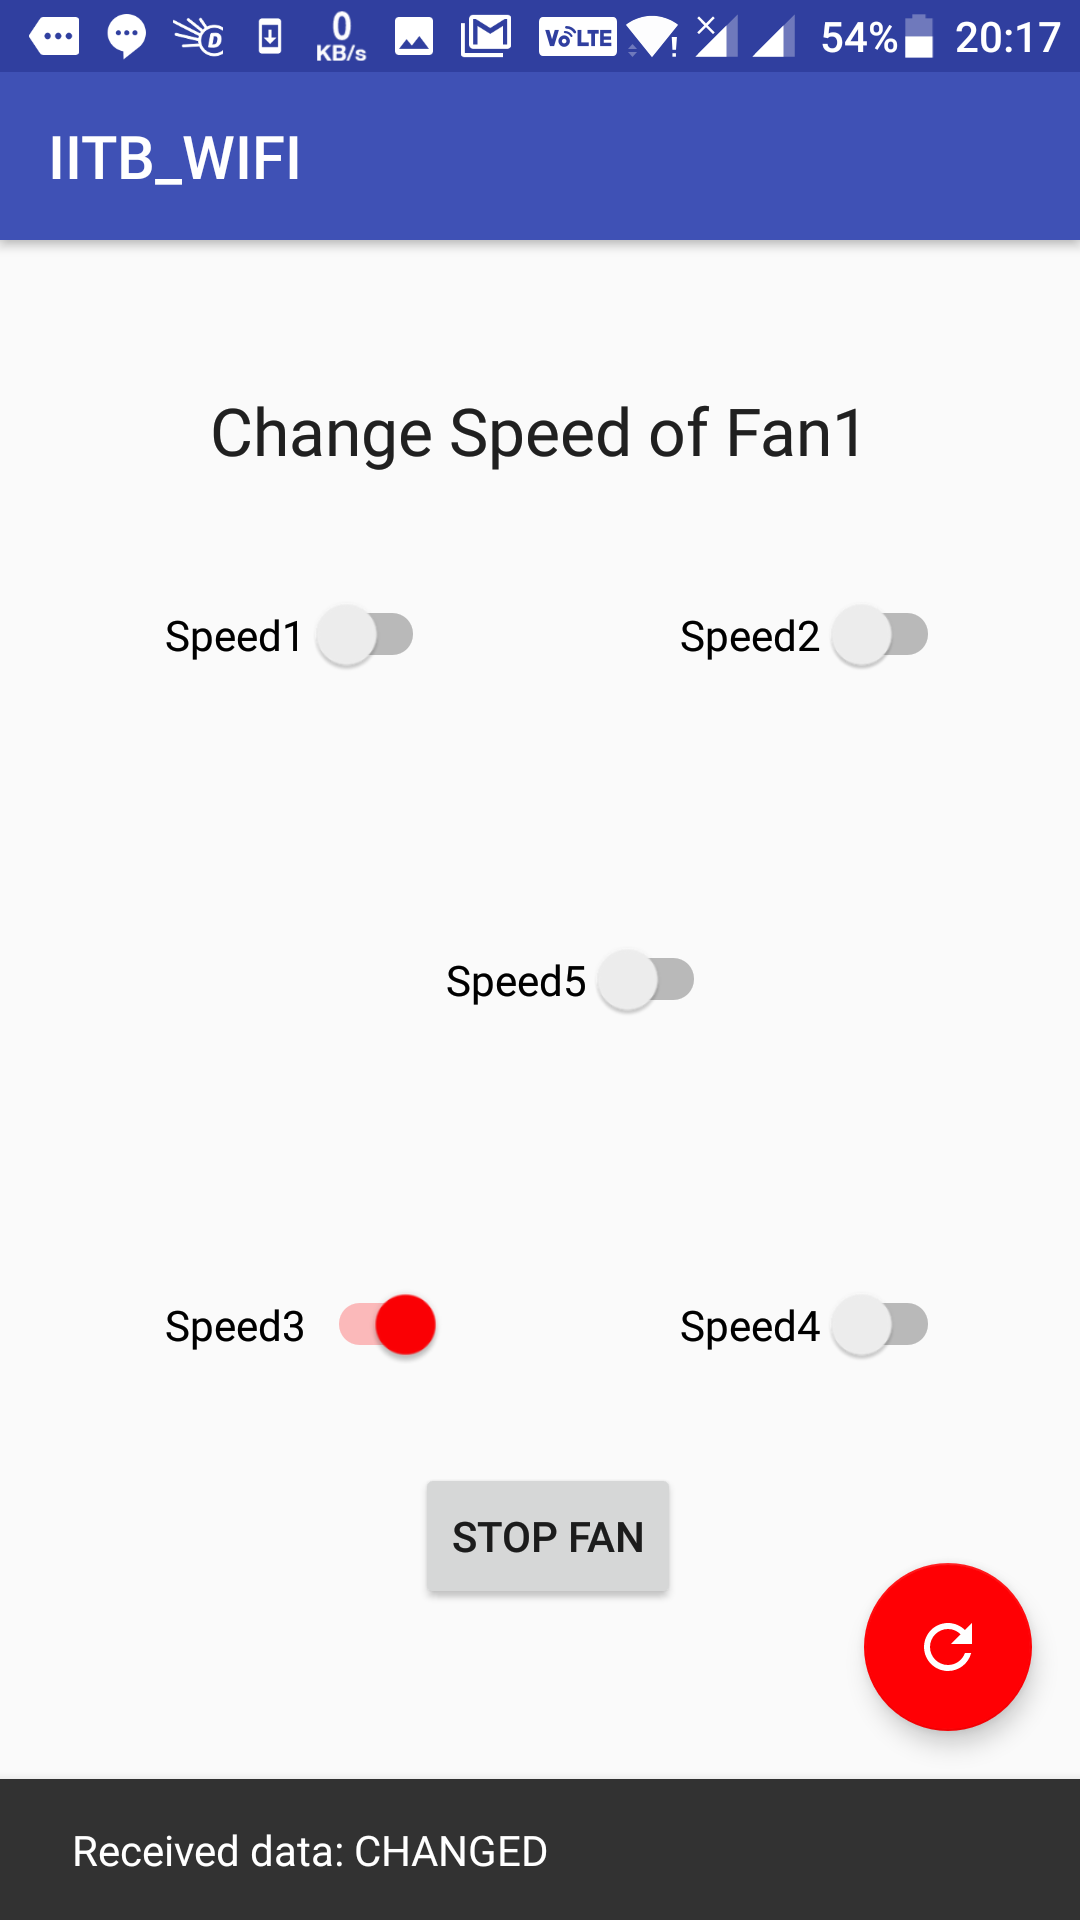 0 KB/s VoLTE 54% 20:17
IITB_WIFI
Change Speed of Fan1
Speed1 Speed2
Speed5
Speed3 Speed4
STOP FAN
Received data: CHANGED